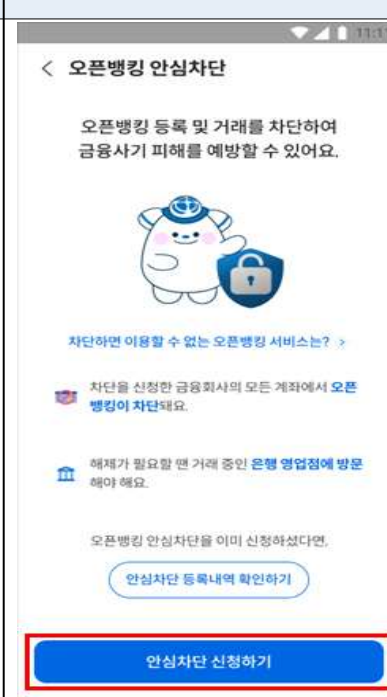 11:11
< 오픈뱅킹 안심차단
오픈뱅킹 등록 및 거래를 차단하여
금융사기 피해를 예방할 수 있어요.
차단하면 이용할 수 없는 오픈뱅킹 서비스는? >
차단을 신청한 금융회사의 모든 계좌에서 오픈
뱅킹이 차단돼요.
해제가 필요할 땐 거래 중인 은행 영업점에 방문
해야 해요.
오픈뱅킹 안심차단을 이미 신청하셨다면,
안심차단 등록내역 확인하기
안심차단 신청하기